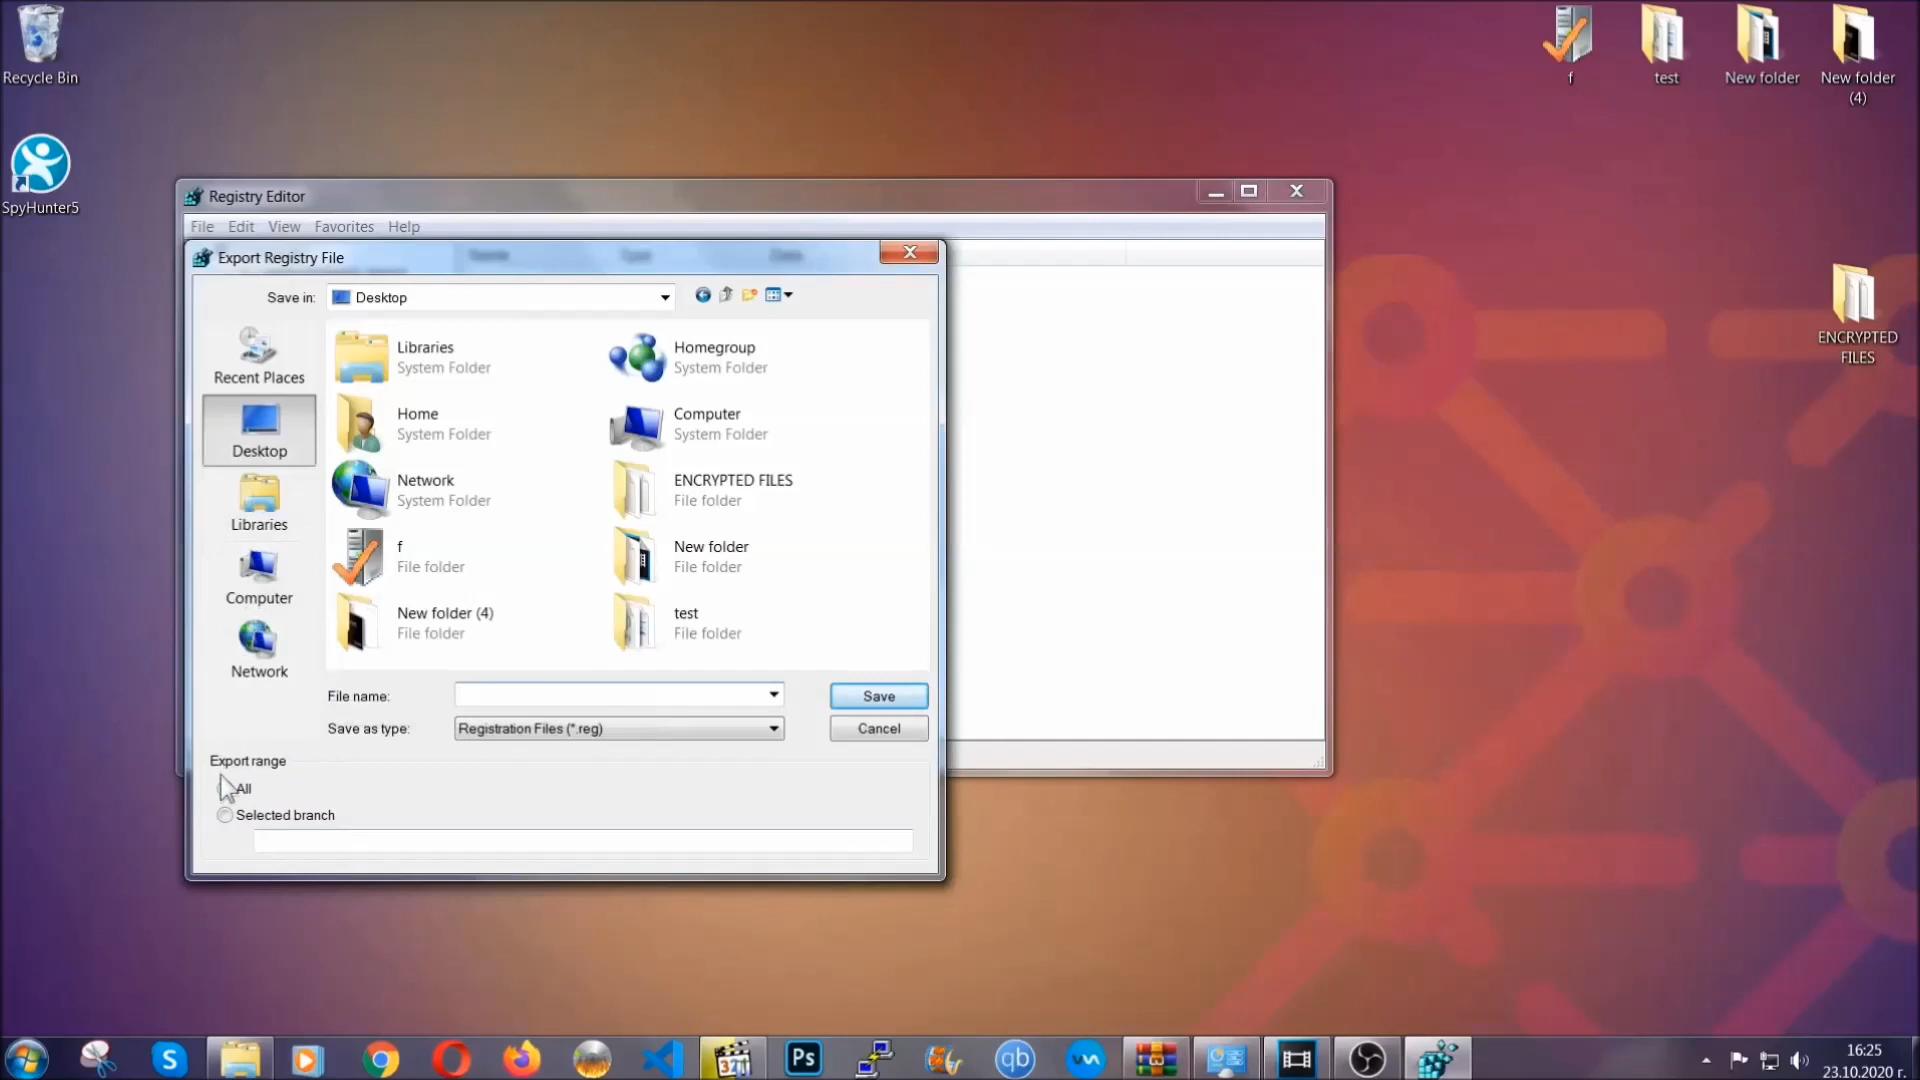 Recycle Bin
SpyHunter5
f
test
New folder
New folder
(4)
ENCRYPTED
FILES
Registry Editor
File Edit View Favorites Help
Export Registry File
Save in:
Desktop
Recent Places
Desktop
Libraries
Computer
Network
Libraries
System Folder
Homegroup
System Folder
Home
System Folder
Computer
System Folder
Network
System Folder
ENCRYPTED FILES
File folder
f
File folder
New folder
File folder
New folder (4)
File folder
test
File folder
File name:
Save
Save as type:
Registration Files (*.reg)
Cancel
Export range
All
Selected branch
S
321
Ps
qb
16:25
23.10.2020 г.